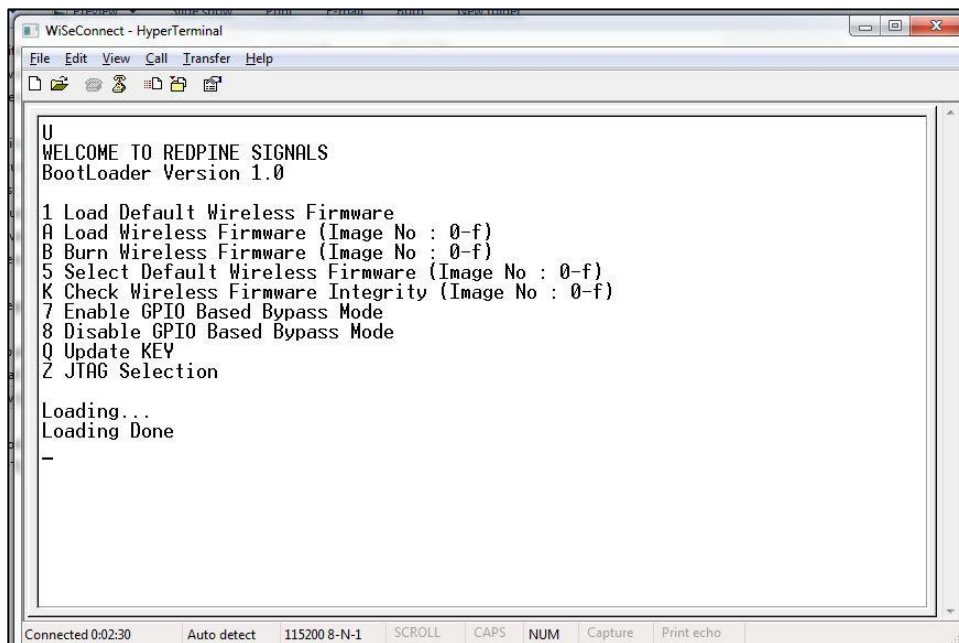 WiSeConnect - HyperTerminal
File Edit View Call Transfer Help
U
WELCOME TO REDPINE SIGNALS
BootLoader Version 1.0
1 Load Default Wireless Firmware
A Load Wireless Firmware (Image No : 0-f)
B Burn Wireless Firmware (Image No : 0-f)
5 Select Default Wireless Firmware (Image No : 0-f)
K Check Wireless Firmware Integrity (Image No : 0-f)
7 Enable GPIO Based Bypass Mode
8 Disable GPIO Based Bypass Mode
Q Update KEY
Z JTAG Selection
Loading...
Loading Done
_
Connected 0:02:30 Auto detect 115200 8-N-1 SCROLL CAPS NUM Capture Print echo